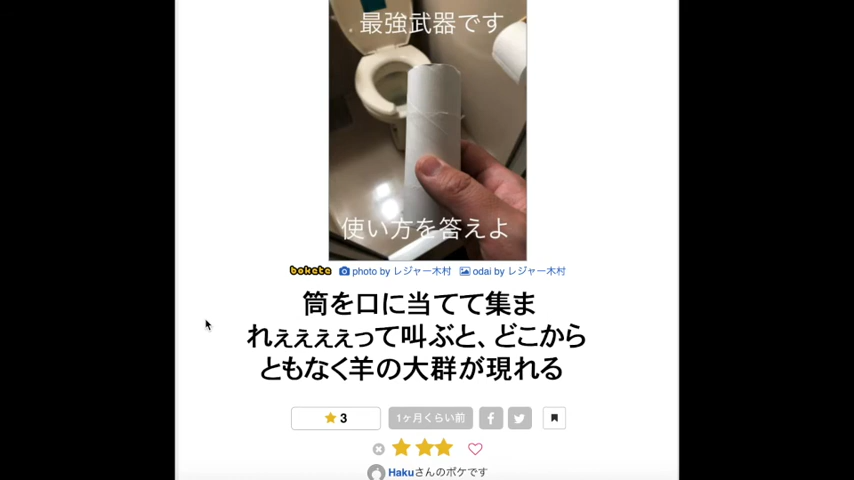 最強武器です
使い方を答えよ
bokete photo by レジャー木村 odai by レジャー木村
筒を口に当てて集ま
れぇぇぇぇって叫ぶと、どこから
ともなく羊の大群が現れる
3 1ヶ月くらい前
Hakuさんのボケです